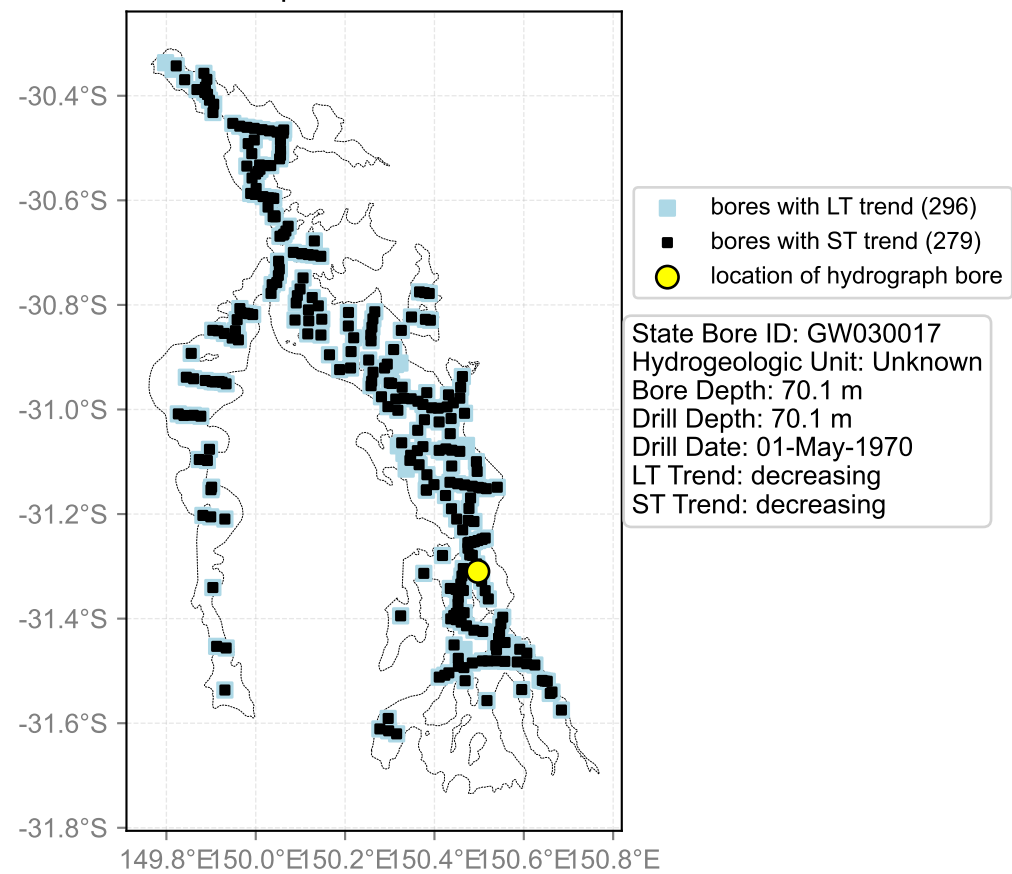 -30.4°S
-30.6°S
-30.8°S
-31.0°S
-31.2°S
-31.4°S
-31.6°S
-31.8°S
149.8°E150.0°E150.2°E150.4°E150.6°E150.8°E
bores with LT trend (296)
bores with ST trend (279)
location of hydrograph bore
State Bore ID: GW030017
Hydrogeologic Unit: Unknown
Bore Depth: 70.1 m
Drill Depth: 70.1 m
Drill Date: 01-May-1970
LT Trend: decreasing
ST Trend: decreasing